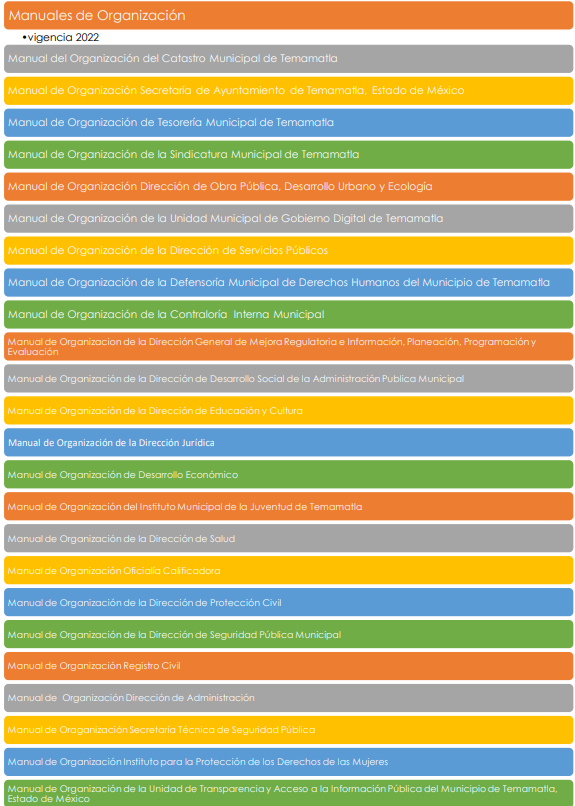 Manuales de Organización
•vigencia 2022
Manual del Organización del Catastro Municipal de Temamatla
Manual de Organización Secretaría de Ayuntamiento de Temamatla, Estado de México
Manual de Organización de Tesorería Municipal de Temamatla
Manual de Organización de la Sindicatura Municipal de Temamatla
Manual de Organización Dirección de Obra Pública, Desarrollo Urbano y Ecología
Manual de Organización de la Unidad Municipal de Gobierno Digital de Temamatla
Manual de Organización de la Dirección de Servicios Públicos
Manual de Organización de la Defensoría Municipal de Derechos Humanos del Municipio de Temamatla
Manual de Organización de la Contraloría Interna Municipal
Manual de Organizacion de la Dirección General de Mejora Regulatoria e Información, Planeación, Programación y
Evaluación
Manual de Organización de la Dirección de Desarrollo Social de la Administración Publica Municipal
Manual de Organización de la Dirección de Educación y Cultura
Manual de Organización de la Dirección Jurídica
Manual de Organización de Desarrollo Económico
Manual de Organización del Instituto Municipal de la Juventud de Temamatla
Manual de Organización de la Dirección de Salud
Manual de Organización Oficialía Calificadora
Manual de Organización de la Dirección de Protección Civil
Manual de Organización de la Dirección de Seguridad Pública Municipal
Manual de Organización Registro Civil
Manual de Organización Dirección de Administración
Manual de Oraganización Secretaría Técnica de Seguridad Pública
Manual de Organización Instituto para la Protección de los Derechos de las Mujeres
Manual de Organización de la Unidad de Transparencia y Acceso a la Información Pública del Municipio de Temamatla,
Estado de México